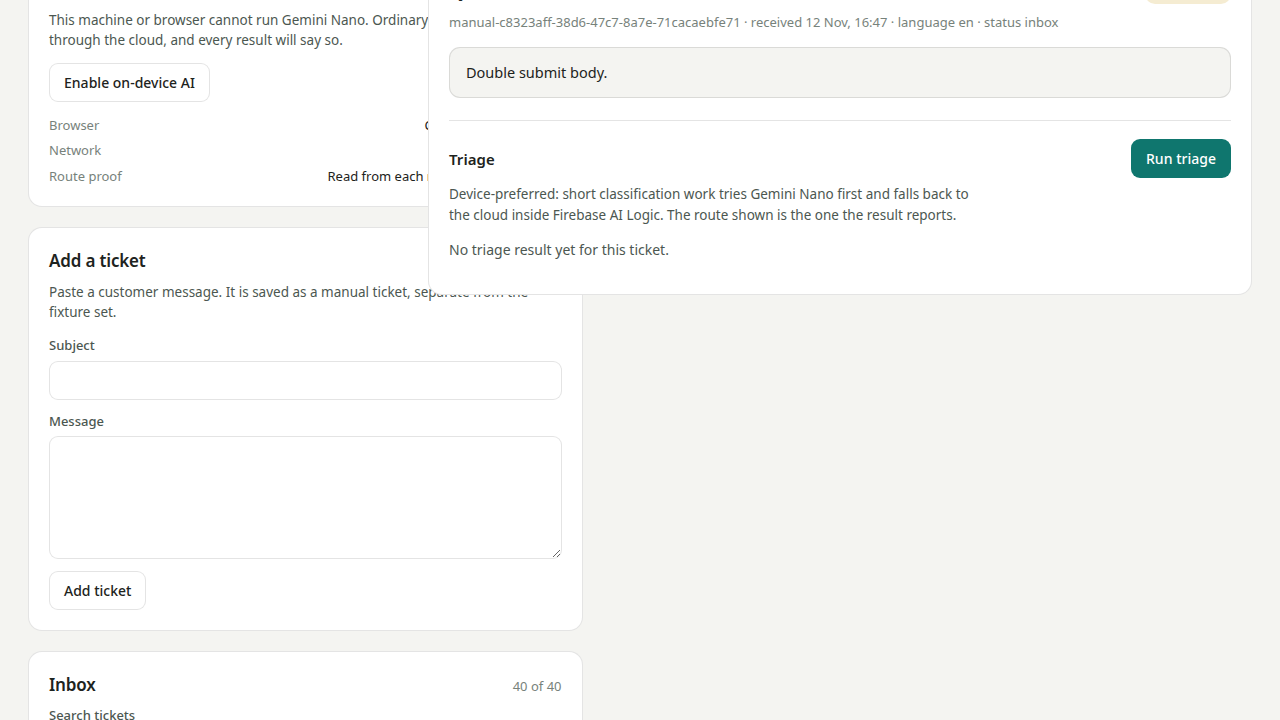 This machine or browser cannot run Gemini Nano. Ordinary
through the cloud, and every result will say so.
Enable on-device AI
Browser
Network
Route proof
Read from each
manual-c8323aff-38d6-47c7-8a7e-71cacaebfe71 · received 12 Nov, 16:47 · language en · status inbox
Double submit body.
Triage
Run triage
Device-preferred: short classification work tries Gemini Nano first and falls back to
the cloud inside Firebase AI Logic. The route shown is the one the result reports.
No triage result yet for this ticket.
Add a ticket
Paste a customer message. It is saved as a manual ticket, separate from the
fixture set.
Subject
Message
Add ticket
Inbox
40 of 40
Search tickets